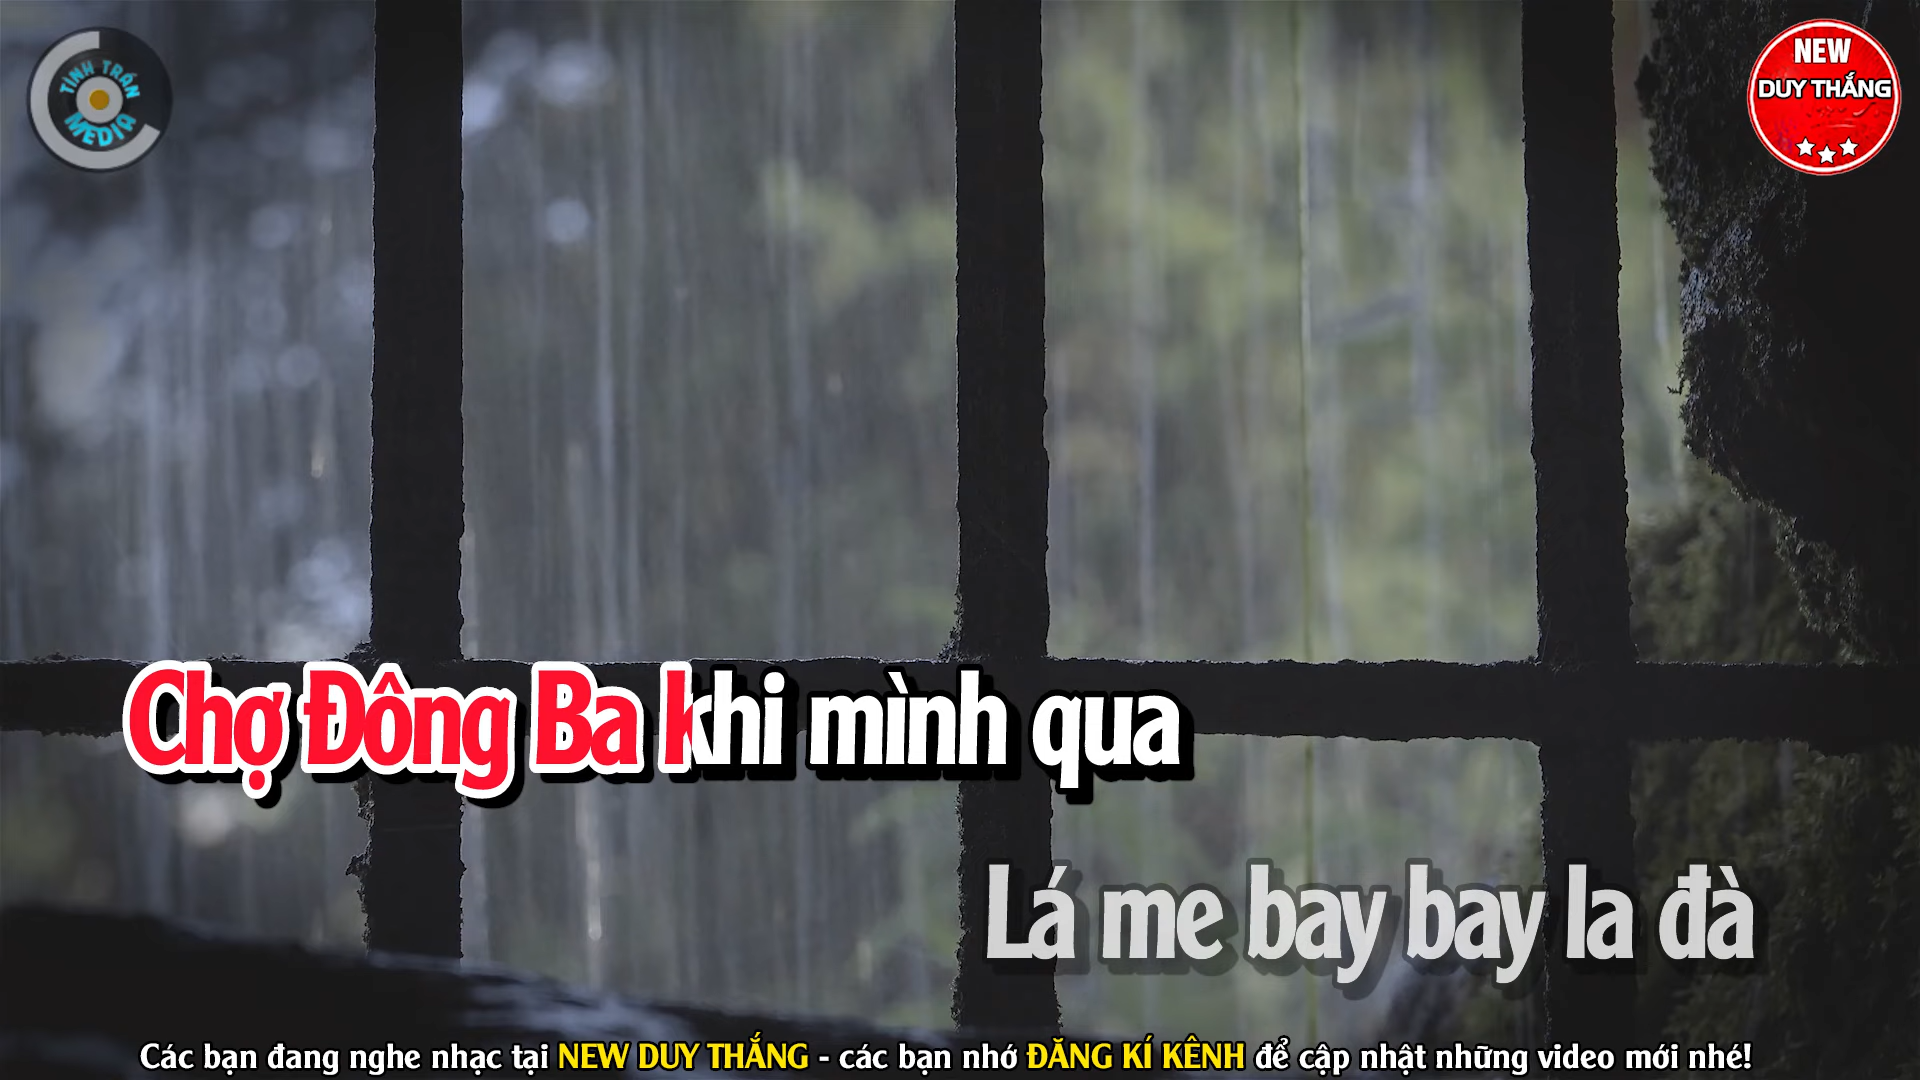 TÌNH TRẦN
MEDIA
NEW
DUY THẮNG
Chợ Đông Ba khi mình qua
Lá me bay bay la đà
Các bạn đang nghe nhạc tại NEW DUY THẮNG - các bạn nhớ ĐĂNG KÍ KÊNH để cập nhật những video mới nhé!